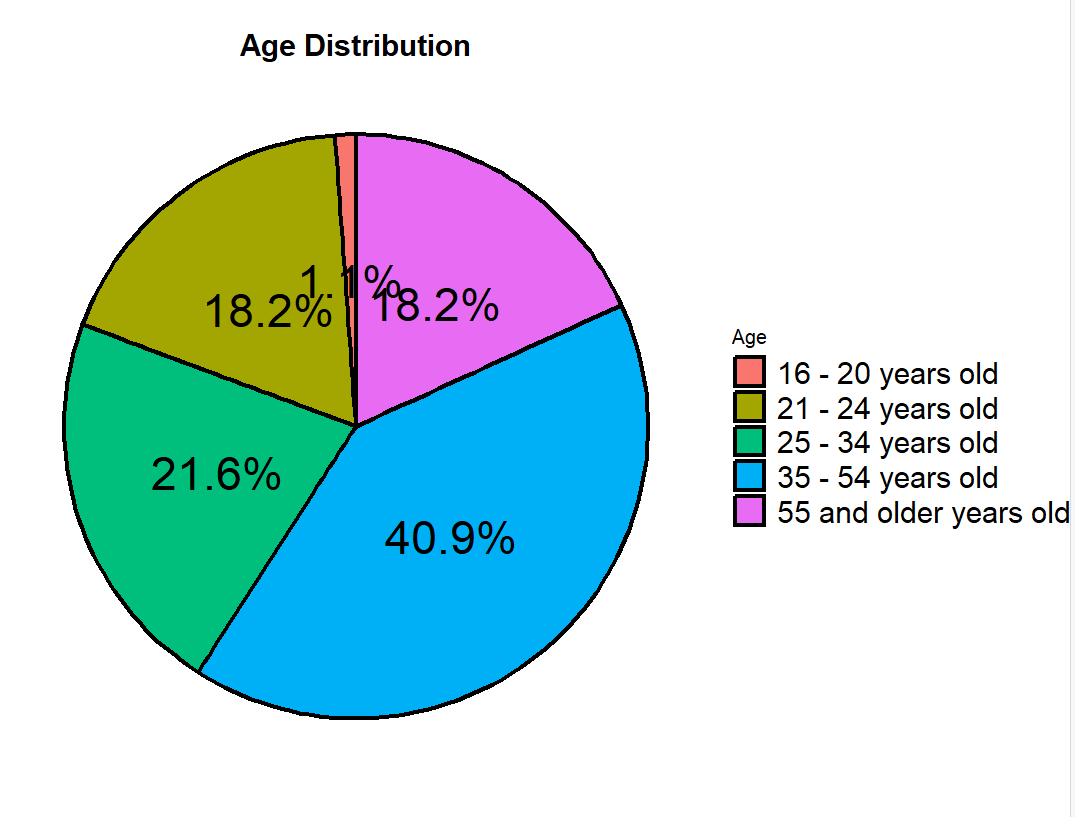 Age Distribution
1.1%
18.2%
18.2%
21.6%
40.9%
Age
16 - 20 years old
21 - 24 years old
25 - 34 years old
35 - 54 years old
55 and older years old